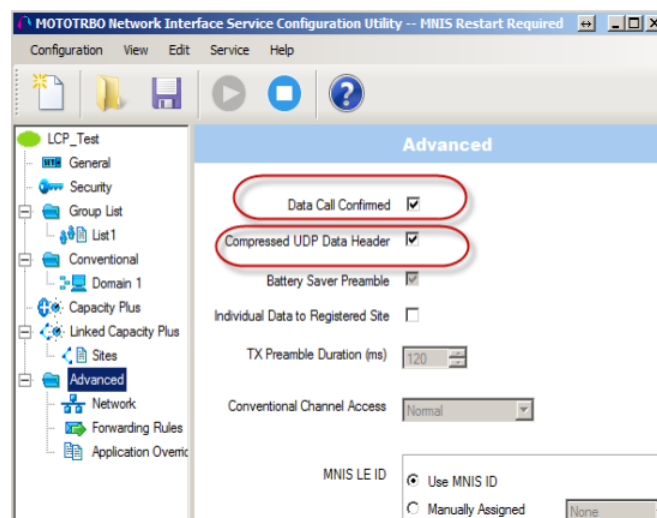 MOTOTRBO Network Interface Service Configuration Utility -- MNIS Restart Required
Configuration View Edit Service Help
LCP_Test
General
Security
Group List
List1
Conventional
Domain 1
Capacity Plus
Linked Capacity Plus
Sites
Advanced
Network
Forwarding Rules
Application Overric
Advanced
Data Call Confirmed
Compressed UDP Data Header
Battery Saver Preamble
Individual Data to Registered Site
TX Preamble Duration (ms) 120
Conventional Channel Access Normal
MNIS LE ID Use MNIS ID
Manually Assigned None